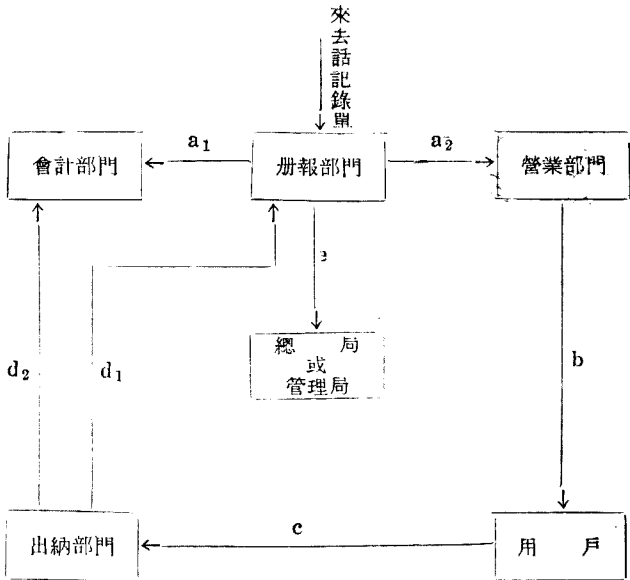 來去話記錄單
a1
a2
會計部門
册報部門
營業部門
e
總 局
或
管理局
d2
d1
b
c
出納部門
用 戶